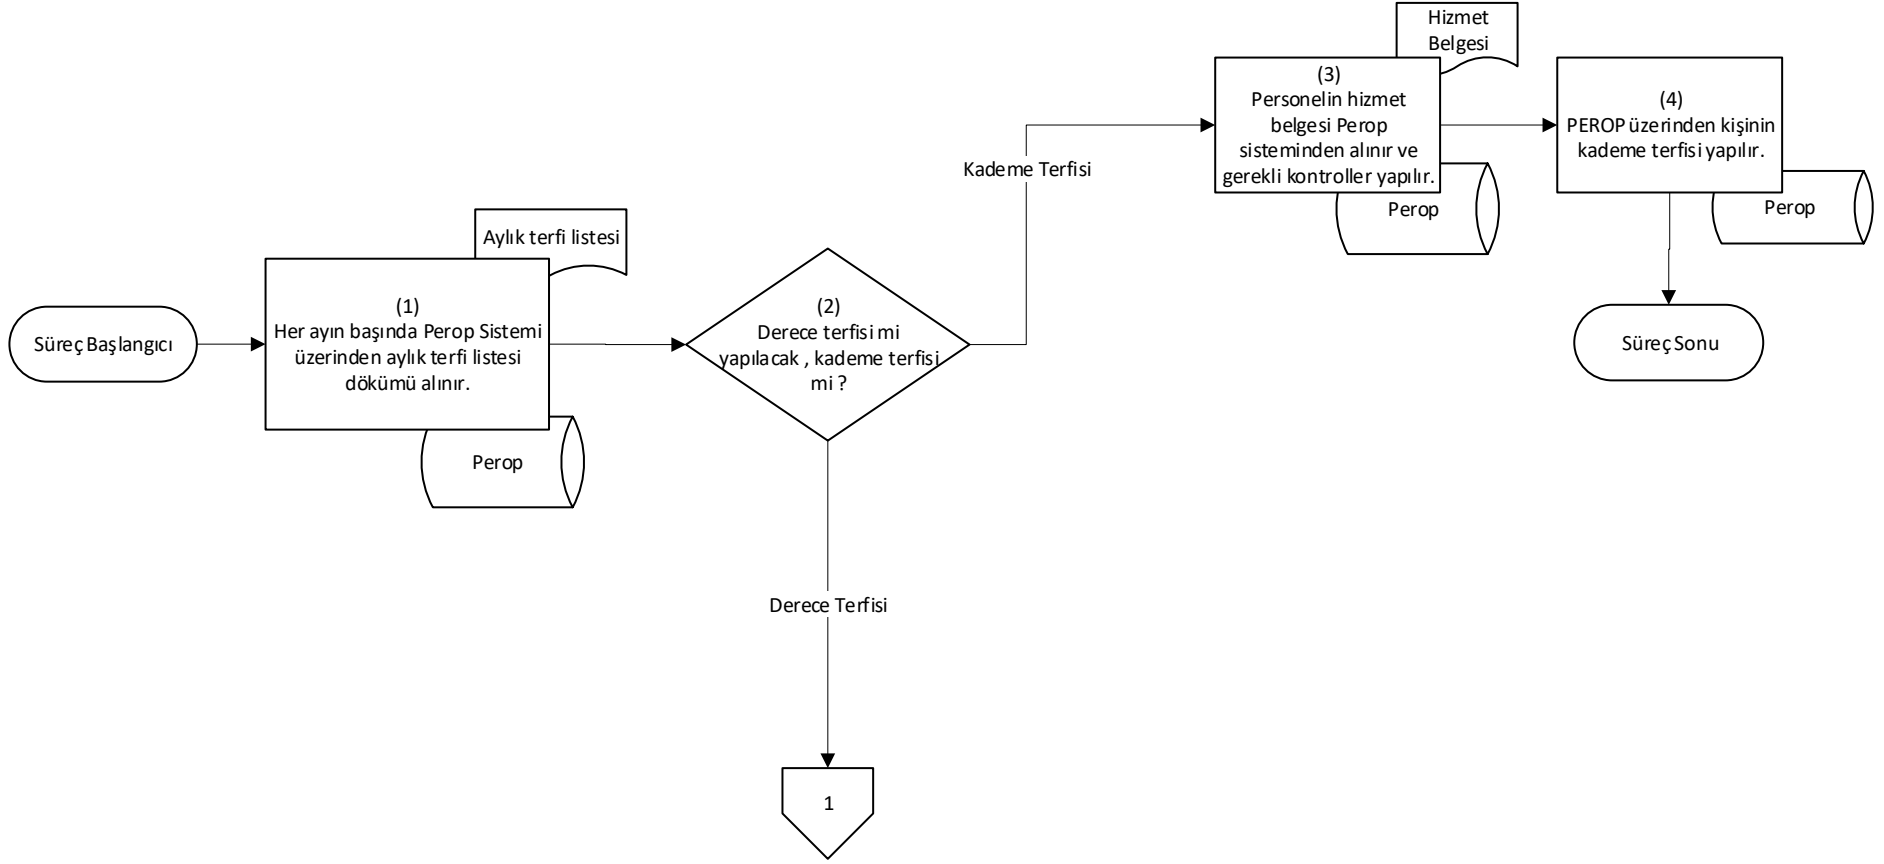 Süreç Başlangıcı
Aylık terfi listesi
(1)
Her ayın başında Perop Sistemi
üzerinden aylık terfi listesi
dökümü alınır.
Perop
(2)
Derece terfisi mi
yapılacak , kademe terfisi
mi ?
Kademe Terfisi
Hizmet
Belgesi
(3)
Personelin hizmet
belgesi Perop
sisteminden alınır ve
gerekli kontroller yapılır.
Perop
(4)
PEROP üzerinden kişinin
kademe terfisi yapılır.
Perop
Süreç Sonu
Derece Terfisi
1